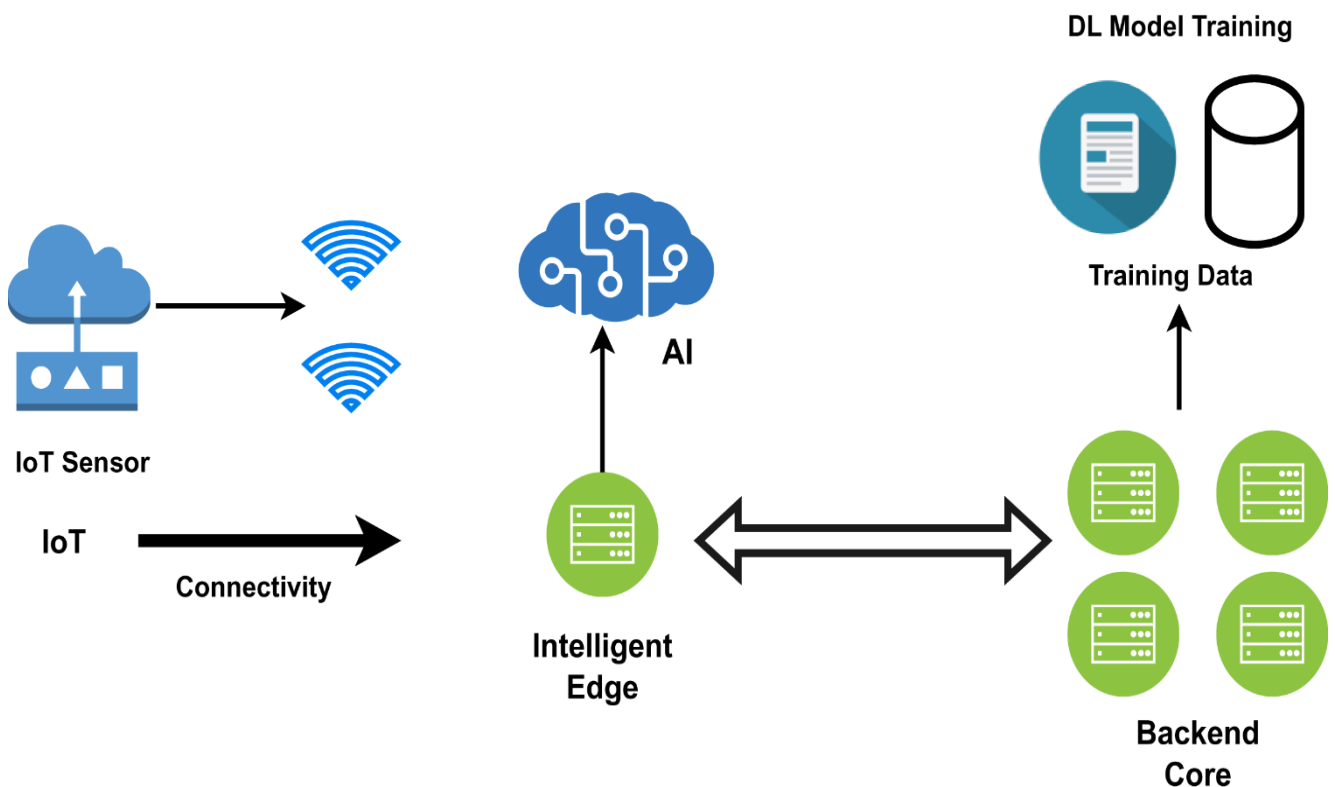 DL Model Training
Training Data
AI
IoT Sensor
IoT
Connectivity
Intelligent
Edge
Backend
Core